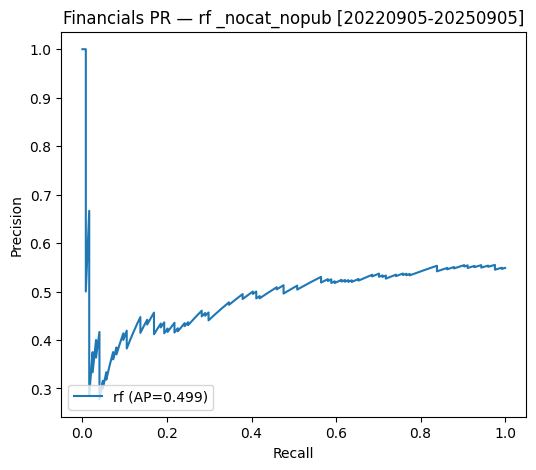 Financials PR — rf _nocat_nopub [20220905-20250905]
1.0
0.9
0.8
0.7
0.6
0.5
0.4
0.3
Precision
rf (AP=0.499)
0.0 0.2 0.4 0.6 0.8 1.0
Recall